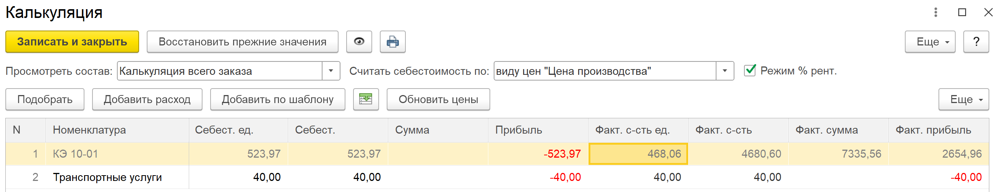 Калькуляция
Записать и закрыть Восстановить прежние значения Еще ?
Просмотреть состав: Калькуляция всего заказа Считать себестоимость по: виду цен "Цена производства" Режим % рент.
Подобрать Добавить расход Добавить по шаблону Обновить цены Еще
N Номенклатура Себест. ед. Себест. Сумма Прибыль Факт. с-сть ед. Факт. с-сть Факт. сумма Факт. прибыль
1 КЭ 10-01 523,97 523,97 -523,97 468,06 4680,60 7335,56 2654,96
2 Транспортные услуги 40,00 40,00 -40,00 40,00 40,00 -40,00